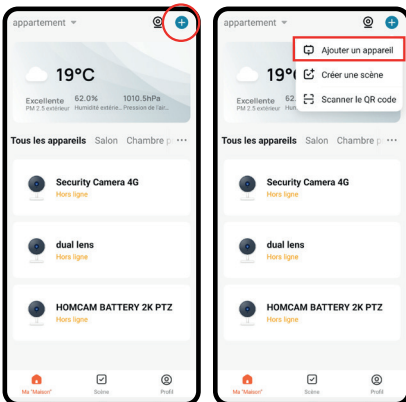 appartement
19°C
Excellente 62.0% 1010.5hPa
PM 2.5 extérieur Humidité extérie... Pression de l'air...
Tous les appareils Salon Chambre p ...
Security Camera 4G
Hors ligne
dual lens
Hors ligne
HOMCAM BATTERY 2K PTZ
Hors ligne
Ma "Maison" Scène Profil
appartement
Ajouter un appareil
Créer une scène
Scanner le QR code
19°
Excellente 62.
PM 2.5 extérieur Hum
Tous les appareils Salon Chambre p ...
Security Camera 4G
Hors ligne
dual lens
Hors ligne
HOMCAM BATTERY 2K PTZ
Hors ligne
Ma "Maison" Scène Profil